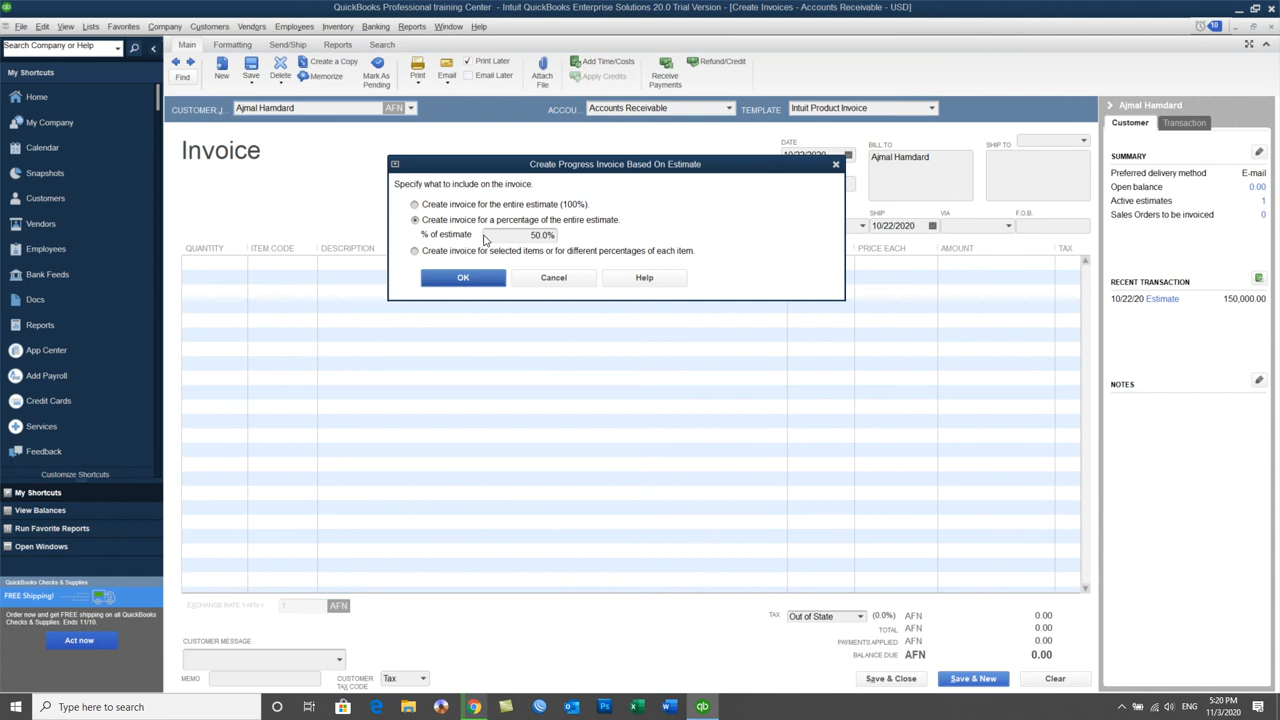 QuickBooks Professional training Center - Intuit QuickBooks Enterprise Solutions 20.0 Trial Version - [Create Invoices - Accounts Receivable - USD]
File Edit View Lists Favorites Company Customers Vendors Employees Inventory Banking Reports Window Help 10
Search Company or Help
Main Formatting Send/Ship Reports Search
Find New Save Delete Create a Copy Memorize Mark As Pending Print Email Print Later Email Later Attach File Add Time/Costs Apply Credits Receive Payments Refund/Credit
My Shortcuts
Home
My Company
Calendar
Snapshots
Customers
Vendors
Employees
Bank Feeds
Docs
Reports
App Center
Add Payroll
Credit Cards
Services
Feedback
Customize Shortcuts
My Shortcuts
View Balances
Run Favorite Reports
Open Windows
QuickBooks Checks & Supplies
FREE Shipping!
Order now and get FREE shipping on all QuickBooks
Checks & Supplies. Ends 11/10.
Act now
CUSTOMER:J... Ajmal Hamdard AFN ACCOU... Accounts Receivable TEMPLATE Intuit Product Invoice
Invoice
DATE
10/22/2020
BILL TO
Ajmal Hamdard
SHIP TO
SHIP
10/22/2020
VIA
F.O.B.
Create Progress Invoice Based On Estimate
Specify what to include on the invoice.
Create invoice for the entire estimate (100%).
Create invoice for a percentage of the entire estimate.
% of estimate 50.0%
Create invoice for selected items or for different percentages of each item.
OK Cancel Help
QUANTITY ITEM CODE DESCRIPTION PRICE EACH AMOUNT TAX
EXCHANGE RATE 1 AFN = 1 AFN
TAX Out of State (0.0%) AFN 0.00
TOTAL AFN 0.00
PAYMENTS APPLIED AFN 0.00
BALANCE DUE AFN 0.00
CUSTOMER MESSAGE
MEMO
CUSTOMER
TAX CODE
Tax
Save & Close Save & New Clear
Ajmal Hamdard
Customer Transaction
SUMMARY
Preferred delivery method E-mail
Open balance 0.00
Active estimates 1
Sales Orders to be invoiced 0
RECENT TRANSACTION
10/22/20 Estimate 150,000.00
NOTES
Type here to search
ENG
5:20 PM
11/3/2020